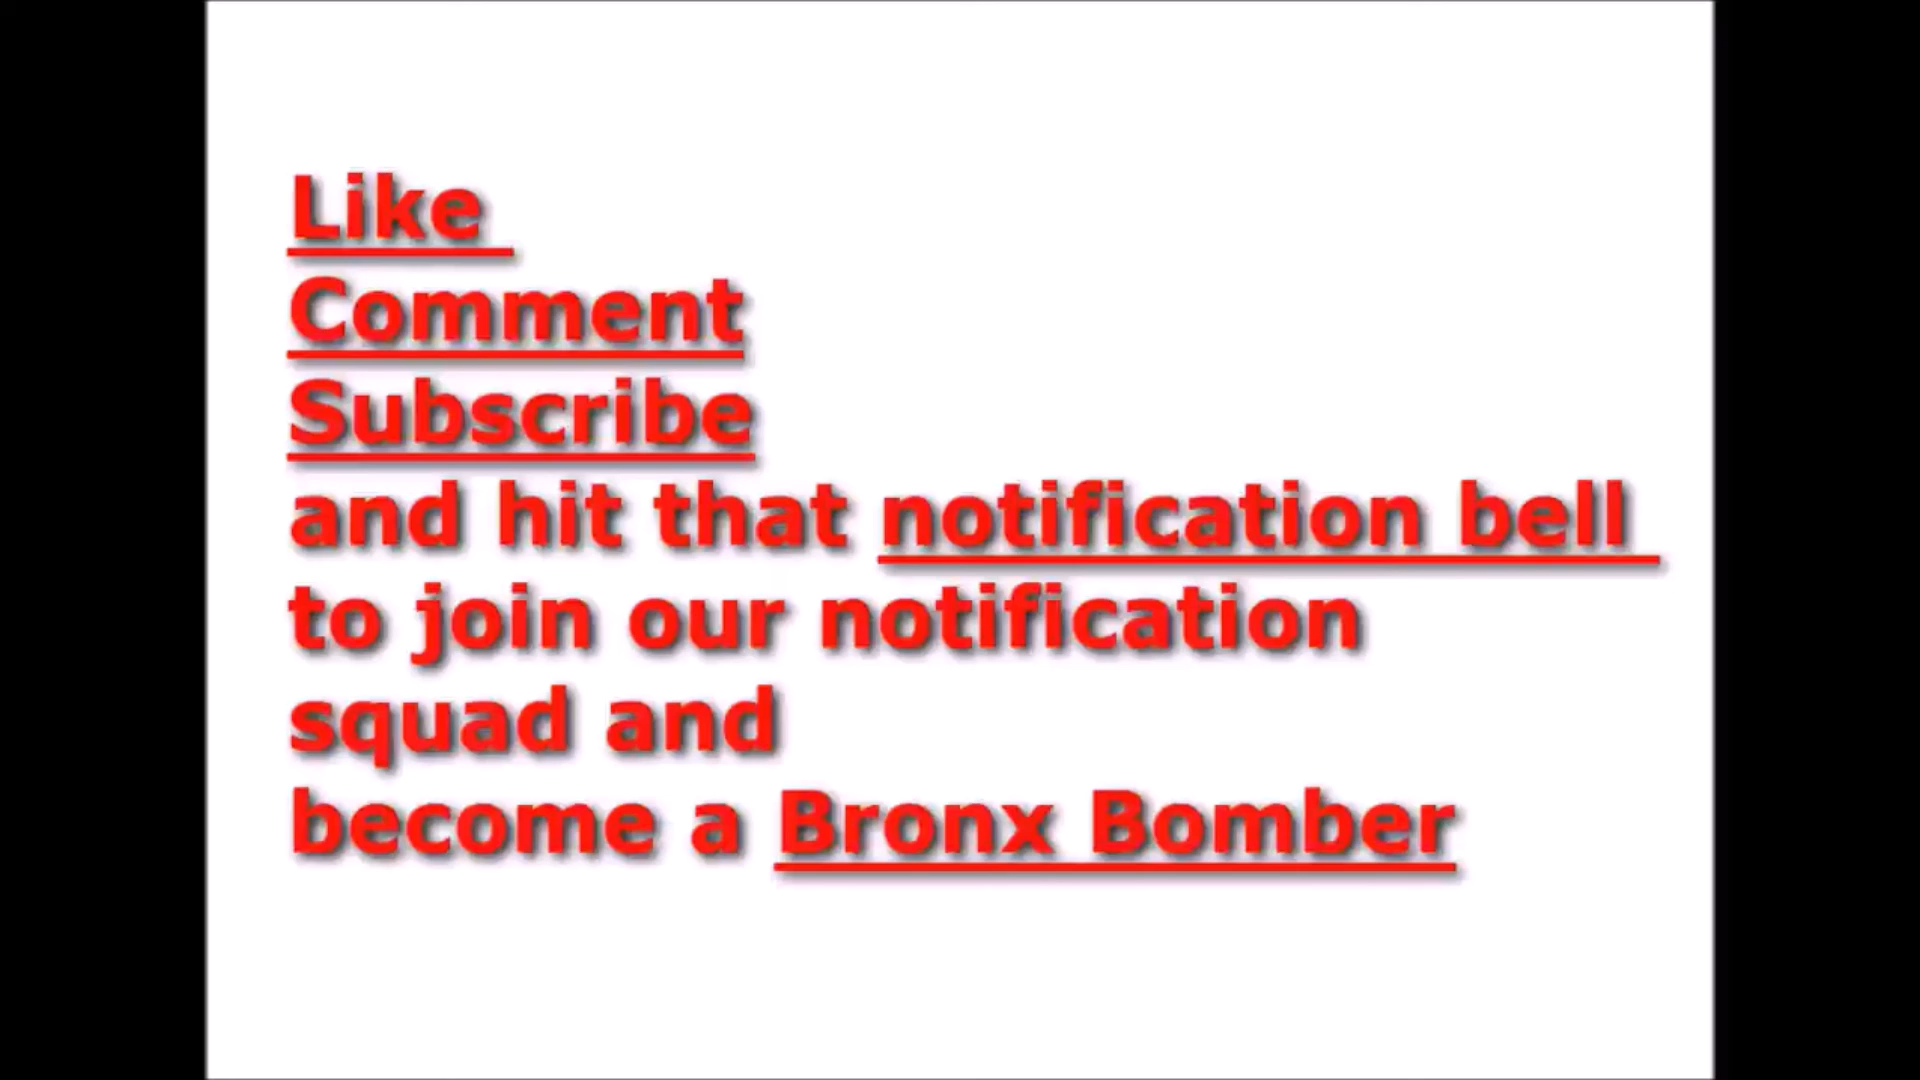 Like
Comment
Subscribe
and hit that notification bell
to join our notification
squad and
become a Bronx Bomber